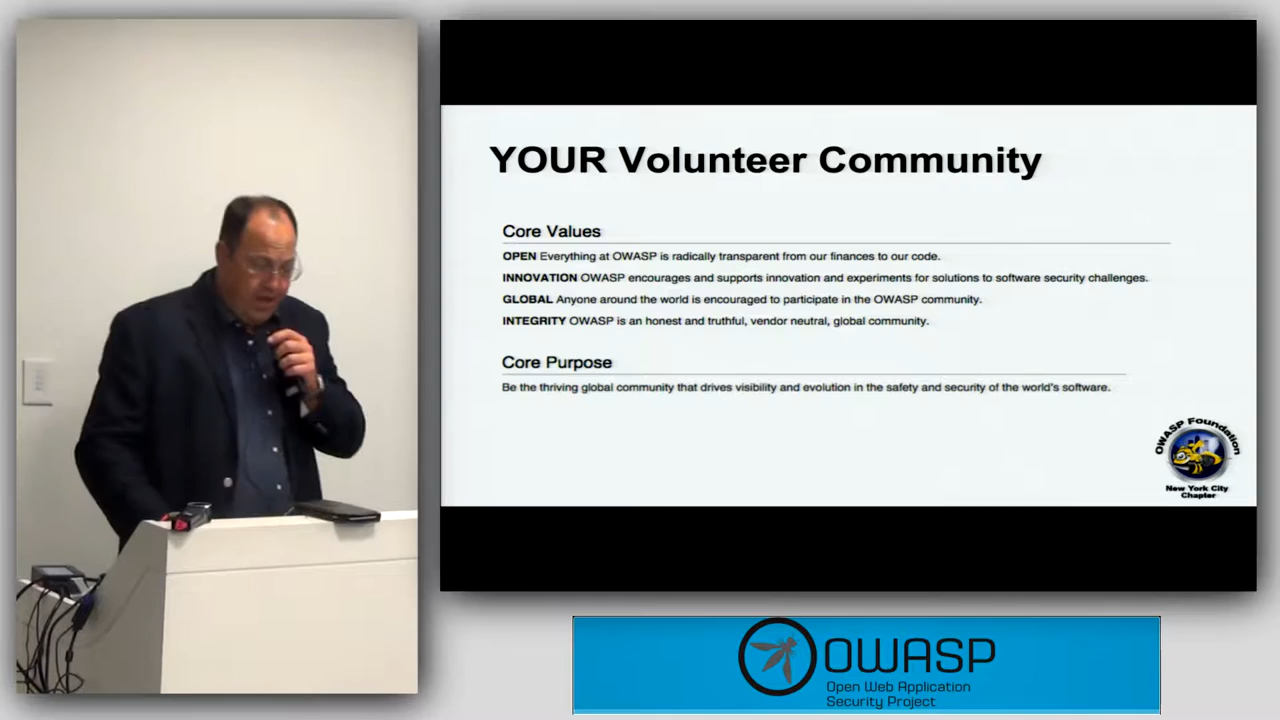 YOUR Volunteer Community
Core Values
OPEN Everything at OWASP is radically transparent from our finances to our code.
INNOVATION OWASP encourages and supports innovation and experiments for solutions to software security challenges.
GLOBAL Anyone around the world is encouraged to participate in the OWASP community.
INTEGRITY OWASP is an honest and truthful, vendor neutral, global community.
Core Purpose
Be the thriving global community that drives visibility and evolution in the safety and security of the world's software.
OWASP Foundation
New York City
Chapter
OWASP
Open Web Application
Security Project